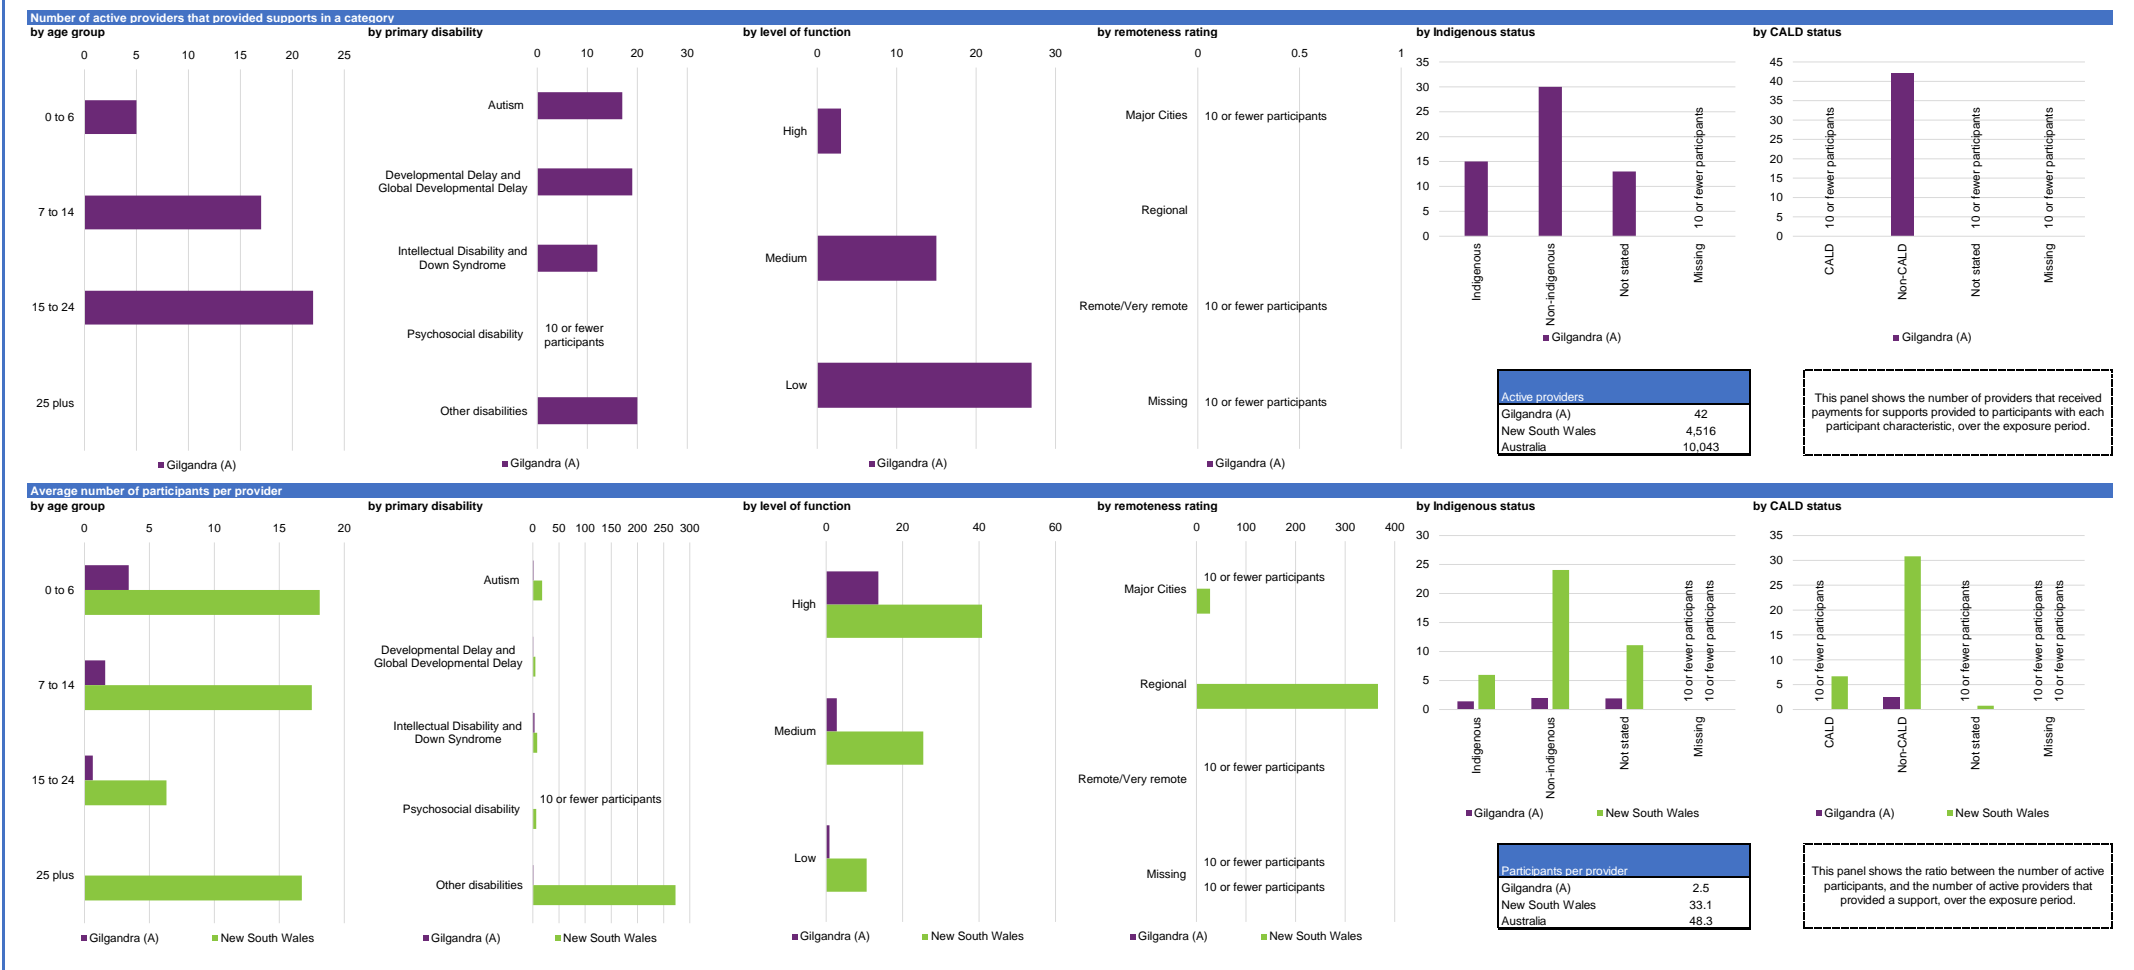 Number of active providers that provided supports in a category
by age group
0 5 10 15 20 25
0 to 6
7 to 14
15 to 24
25 plus
Gilgandra (A)
by primary disability
0 10 20 30
Autism
Developmental Delay and
Global Developmental Delay
Intellectual Disability and
Down Syndrome
Psychosocial disability
10 or fewer
participants
Other disabilities
Gilgandra (A)
by level of function
0 10 20 30
High
Medium
Low
Gilgandra (A)
by remoteness rating
0 0.5 1
Major Cities 10 or fewer participants
Regional
Remote/Very remote 10 or fewer participants
Missing 10 or fewer participants
Gilgandra (A)
by Indigenous status
35
30
25
20
15
10
5
0
10 or fewer participants
Indigenous
Non-indigenous
Not stated
Missing
Gilgandra (A)
by CALD status
45
40
35
30
25
20
15
10
5
0
10 or fewer participants
10 or fewer participants
10 or fewer participants
CALD
Non-CALD
Not stated
Missing
Gilgandra (A)
Active providers
Gilgandra (A) 42
New South Wales 4,516
Australia 10,043
This panel shows the number of providers that received
payments for supports provided to participants with each
participant characteristic, over the exposure period.
Average number of participants per provider
by age group
0 5 10 15 20
0 to 6
7 to 14
15 to 24
25 plus
Gilgandra (A) New South Wales
by primary disability
0 50 100 150 200 250 300
Autism
Developmental Delay and
Global Developmental Delay
Intellectual Disability and
Down Syndrome
Psychosocial disability
10 or fewer participants
Other disabilities
Gilgandra (A) New South Wales
by level of function
0 20 40 60
High
Medium
Low
Gilgandra (A) New South Wales
by remoteness rating
0 100 200 300 400
Major Cities
10 or fewer participants
Regional
Remote/Very remote
10 or fewer participants
Missing
10 or fewer participants
10 or fewer participants
Gilgandra (A) New South Wales
by Indigenous status
30
25
20
15
10
5
0
10 or fewer participants
10 or fewer participants
Indigenous
Non-indigenous
Not stated
Missing
Gilgandra (A) New South Wales
by CALD status
35
30
25
20
15
10
5
0
10 or fewer participants
10 or fewer participants
10 or fewer participants
10 or fewer participants
CALD
Non-CALD
Not stated
Missing
Gilgandra (A) New South Wales
Participants per provider
Gilgandra (A) 2.5
New South Wales 33.1
Australia 48.3
This panel shows the ratio between the number of active
participants, and the number of active providers that
provided a support, over the exposure period.